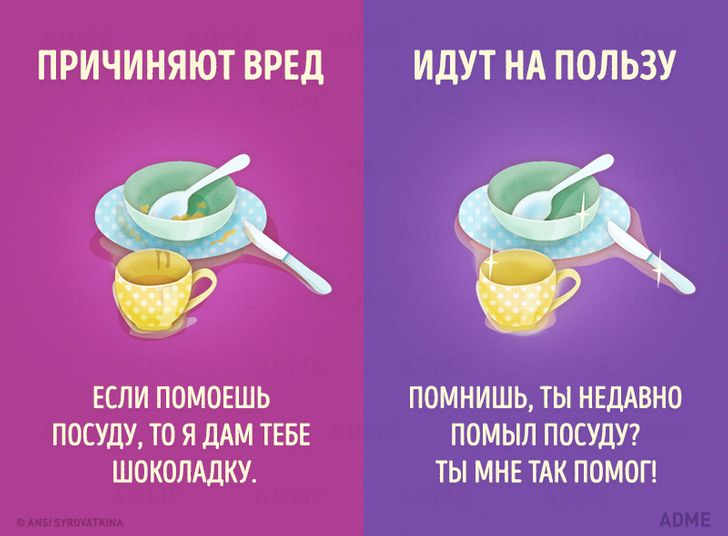 ПРИЧИНЯЮТ ВРЕД
ЕСЛИ ПОМОЕШЬ
ПОСУДУ, ТО Я ДАМ ТЕБЕ
ШОКОЛАДКУ.
© ANSI SYROVATKINA
ИДУТ НА ПОЛЬЗУ
ПОМНИШЬ, ТЫ НЕДАВНО
ПОМЫЛ ПОСУДУ?
ТЫ МНЕ ТАК ПОМОГ!
ADME